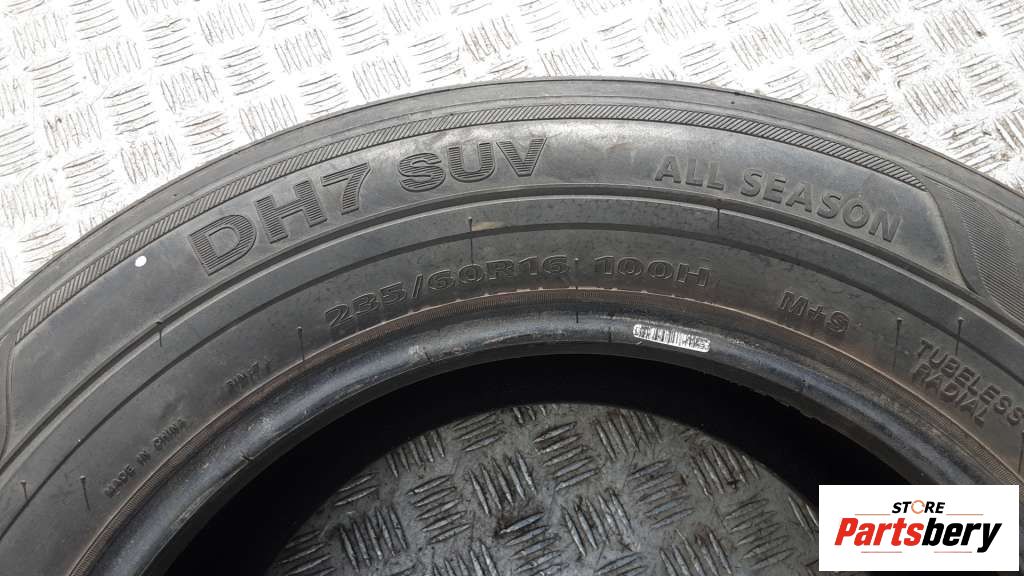 DH7 SUV
ALL SEASON
235/60R16 100H
M+S
TUBELESS
RADIAL
MADE IN CHINA
STORE
Partsbery